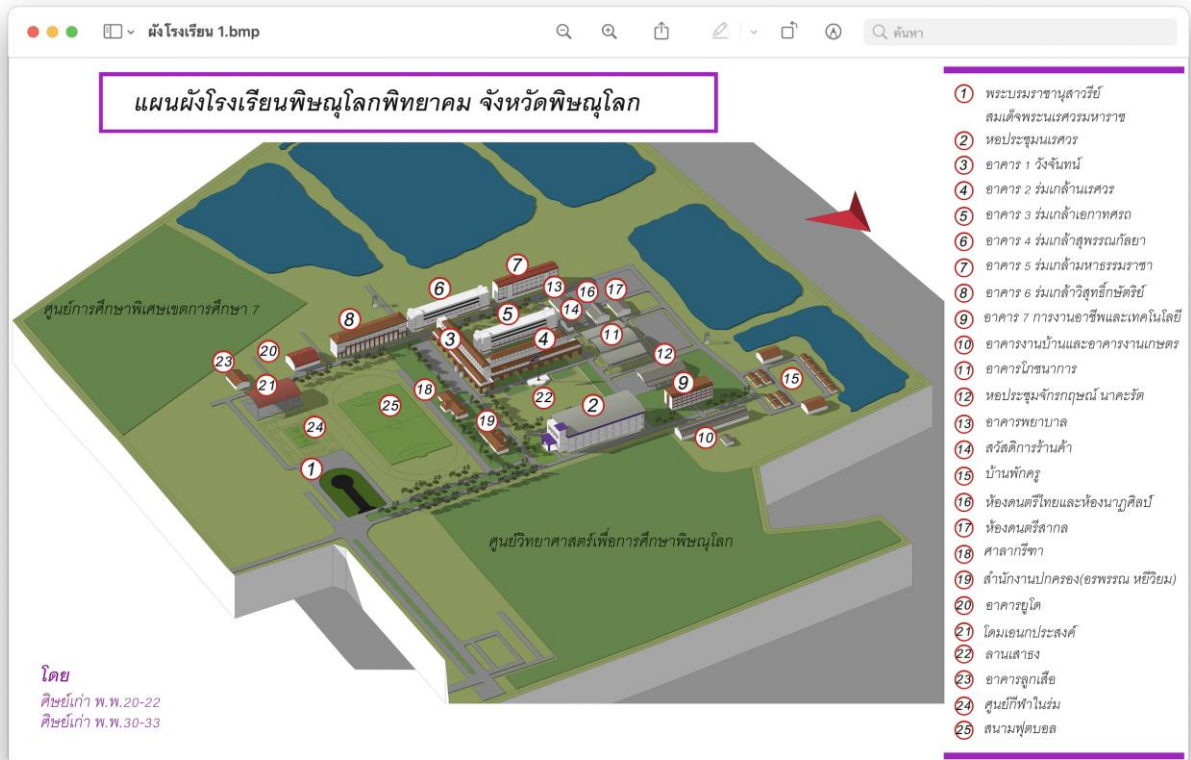 ผังโรงเรียน 1.bmp
ค้นหา
แผนผังโรงเรียนพิษณุโลกพิทยาคม จังหวัดพิษณุโลก
1 พระบรมราชานุสาวรีย์
สมเด็จพระนเรศวรมหาราช
2 หอประชุมนเรศวร
3 อาคาร 1 วังจันทน์
4 อาคาร 2 ร่มเกล้านเรศวร
5 อาคาร 3 ร่มเกล้าเอกาทศรถ
6 อาคาร 4 ร่มเกล้าสุพรรณกัลยา
7 อาคาร 5 ร่มเกล้ามหาธรรมราชา
8 อาคาร 6 ร่มเกล้าวิสุทธิ์กษัตริย์
9 อาคาร 7 การงานอาชีพและเทคโนโลยี
10 อาคารงานบ้านและอาคารงานเกษตร
11 อาคารโภชนาการ
12 หอประชุมจักรกฤษณ์ นาคะรัต
13 อาคารพยาบาล
14 สวัสดิการร้านค้า
15 บ้านพักครู
16 ห้องดนตรีไทยและห้องนาฏศิลป์
17 ห้องดนตรีสากล
18 ศาลากรีฑา
19 สำนักงานปกครอง(อรพรรณ หยีวิยม)
20 อาคารยูโด
21 โดมเอนกประสงค์
22 ลานเสาธง
23 อาคารลูกเสือ
24 ศูนย์กีฬาในร่ม
25 สนามฟุตบอล
7
6
13
16
17
ศูนย์การศึกษาพิเศษเขตการศึกษา 7
5
14
8
3
4
11
20
23
12
15
21
18
9
25
22
2
24
19
10
1
ศูนย์วิทยาศาสตร์เพื่อการศึกษาพิษณุโลก
โดย
ศิษย์เก่า พ.พ.20-22
ศิษย์เก่า พ.พ.30-33